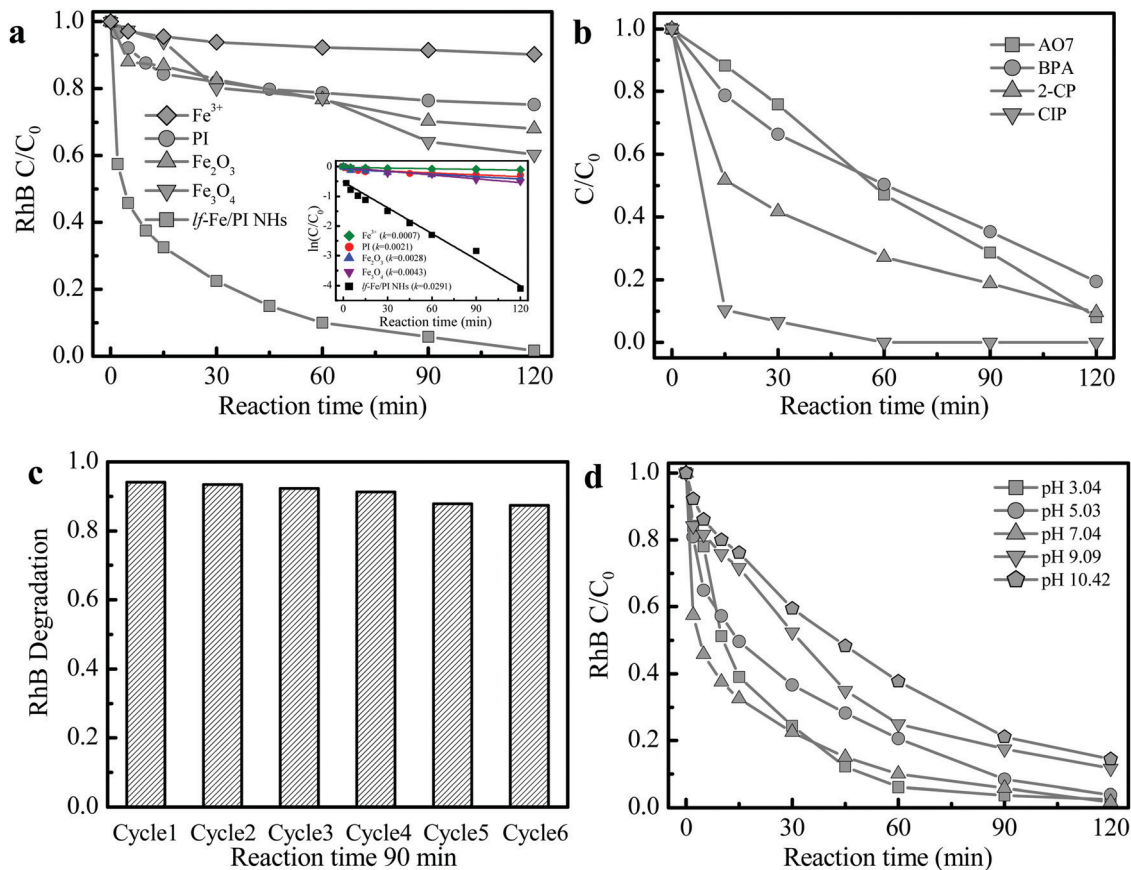 a
RhB C/C0
1.0
0.8
0.6
0.4
0.2
0.0
Fe3+
PI
Fe2O3
Fe3O4
lf-Fe/PI NHs
ln(C/C0)
0
-1
-2
-3
-4
Fe3+ (k=0.0007)
PI (k=0.0021)
Fe2O3 (k=0.0028)
Fe3O4 (k=0.0043)
lf-Fe/PI NHs (k=0.0291)
0 15 30 45 60 75 90 105 120
Reaction time (min)
0 30 60 90 120
Reaction time (min)
b
C/C0
1.0
0.8
0.6
0.4
0.2
0.0
AO7
BPA
2-CP
CIP
0 30 60 90 120
Reaction time (min)
c
RhB Degradation
1.0
0.8
0.6
0.4
0.2
0.0
Cycle1 Cycle2 Cycle3 Cycle4 Cycle5 Cycle6
Reaction time 90 min
d
RhB C/C0
1.0
0.8
0.6
0.4
0.2
0.0
pH 3.04
pH 5.03
pH 7.04
pH 9.09
pH 10.42
0 30 60 90 120
Reaction time (min)